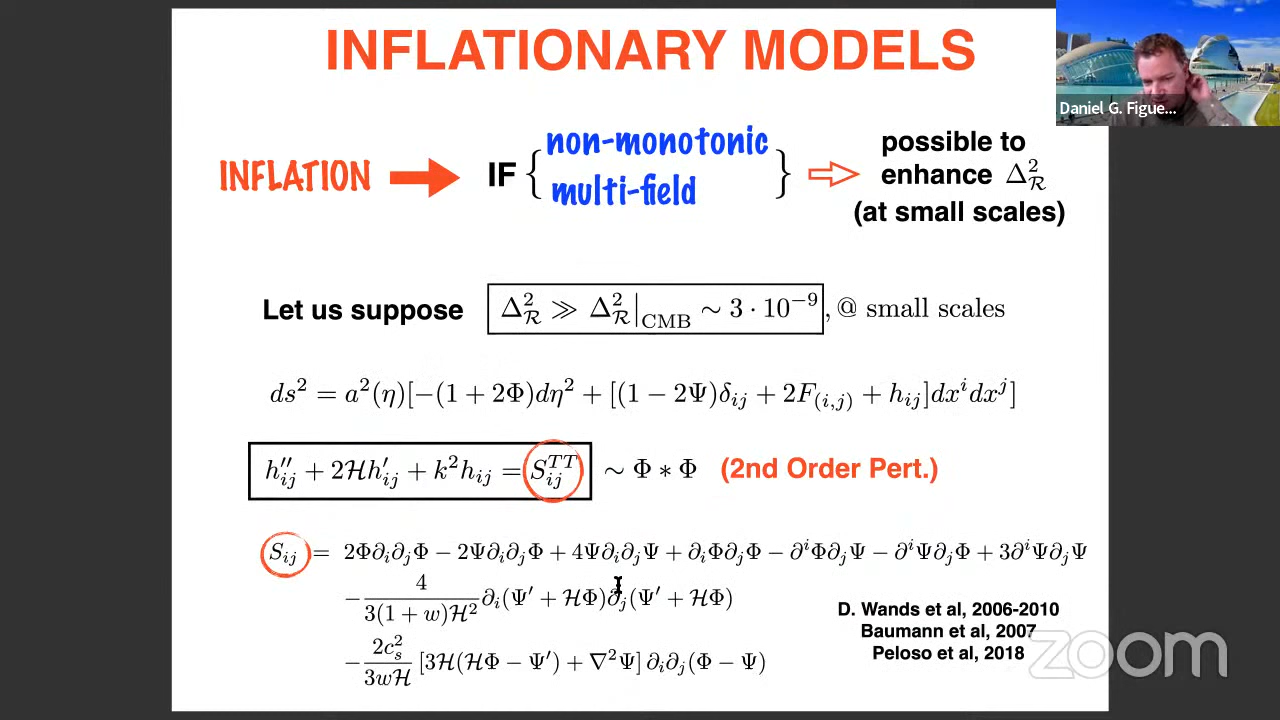 INFLATIONARY MODELS
Daniel G. Figue...
INFLATION → IF { non-monotonic multi-field } ⇒ possible to enhance Δ²_ℛ (at small scales)
Let us suppose Δ²_ℛ ≫ Δ²_ℛ|_CMB ∼ 3 · 10⁻⁹ , @ small scales
ds² = a²(η)[−(1 + 2Φ)dη² + [(1 − 2Ψ)δ_ij + 2F_(i,j) + h_ij]dx^i dx^j]
h''_ij + 2ℋh'_ij + k²h_ij = S^TT_ij ∼ Φ ∗ Φ (2nd Order Pert.)
S_ij = 2Φ∂_i∂_jΦ − 2Ψ∂_i∂_jΦ + 4Ψ∂_i∂_jΨ + ∂_iΦ∂_jΦ − ∂^iΦ∂_jΨ − ∂^iΨ∂_jΦ + 3∂^iΨ∂_jΨ
− 4/(3(1 + w)ℋ²) ∂_i(Ψ' + ℋΦ)∂_j(Ψ' + ℋΦ)
− 2c_s²/(3wℋ) [3ℋ(ℋΦ − Ψ') + ∇²Ψ] ∂_i∂_j(Φ − Ψ)
D. Wands et al, 2006-2010
Baumann et al, 2007
Peloso et al, 2018
zoom